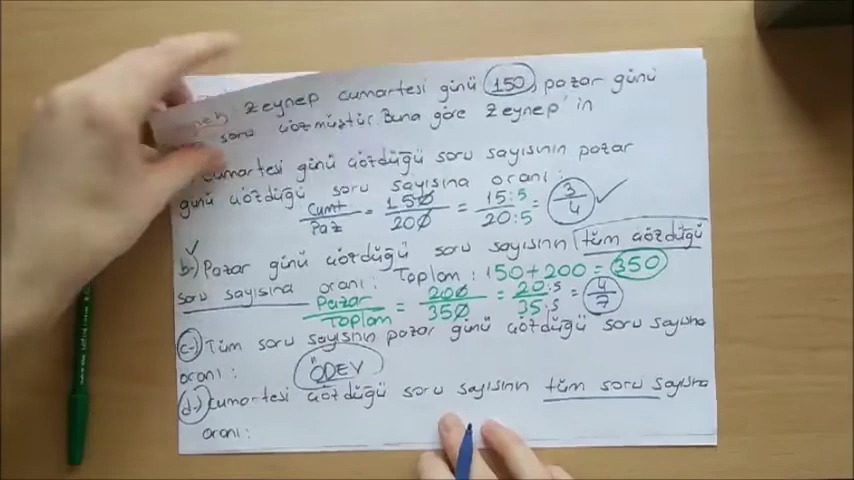 Zeynep cumartesi günü 150 pazar günü
soru çözmüştür. Buna göre Zeynep'in
cumartesi günü çözdüğü soru sayısının pazar
günü çözdüğü soru sayısına oranı:
Cumt/Paz = 150/200 = 15:5/20:5 = 3/4 ✓
b-) Pazar günü çözdüğü soru sayısının tüm çözdüğü
soru sayısına oranı: Toplam: 150+200 = 350
Pazar/Toplam = 200/350 = 20:5/35:5 = 4/7
c-) Tüm soru sayısının pazar günü çözdüğü soru sayısına
oranı: "ÖDEV
d-) Cumartesi çözdüğü soru sayısının tüm soru sayısına
oranı: